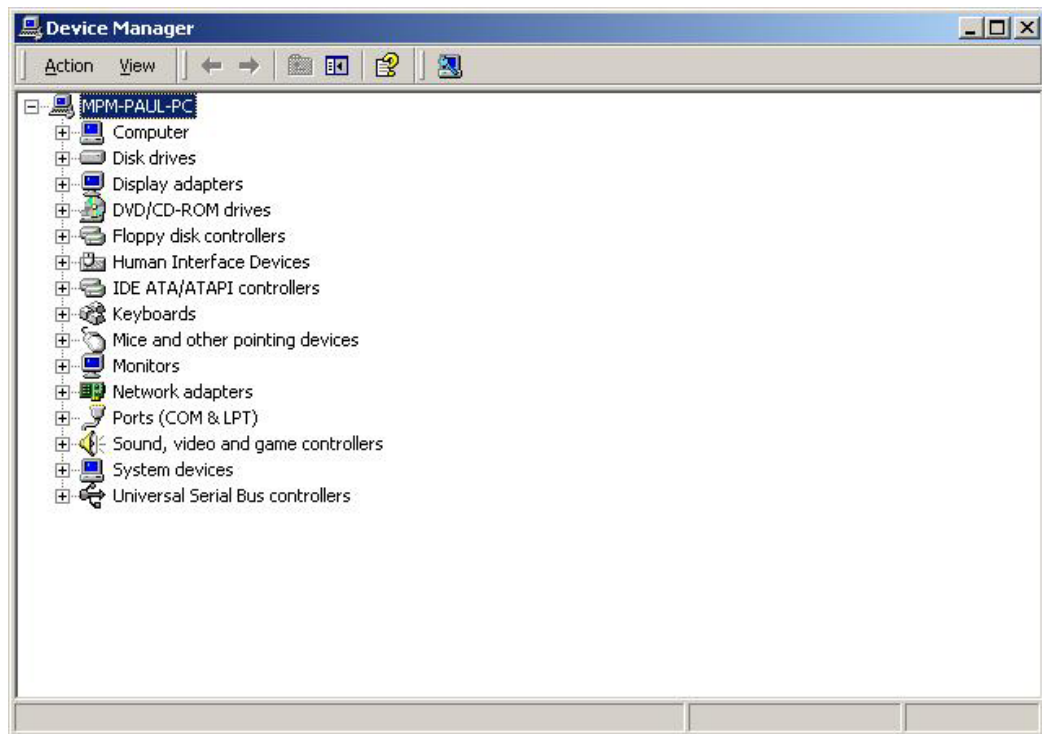 Device Manager
Action View
MPM-PAUL-PC
Computer
Disk drives
Display adapters
DVD/CD-ROM drives
Floppy disk controllers
Human Interface Devices
IDE ATA/ATAPI controllers
Keyboards
Mice and other pointing devices
Monitors
Network adapters
Ports (COM & LPT)
Sound, video and game controllers
System devices
Universal Serial Bus controllers